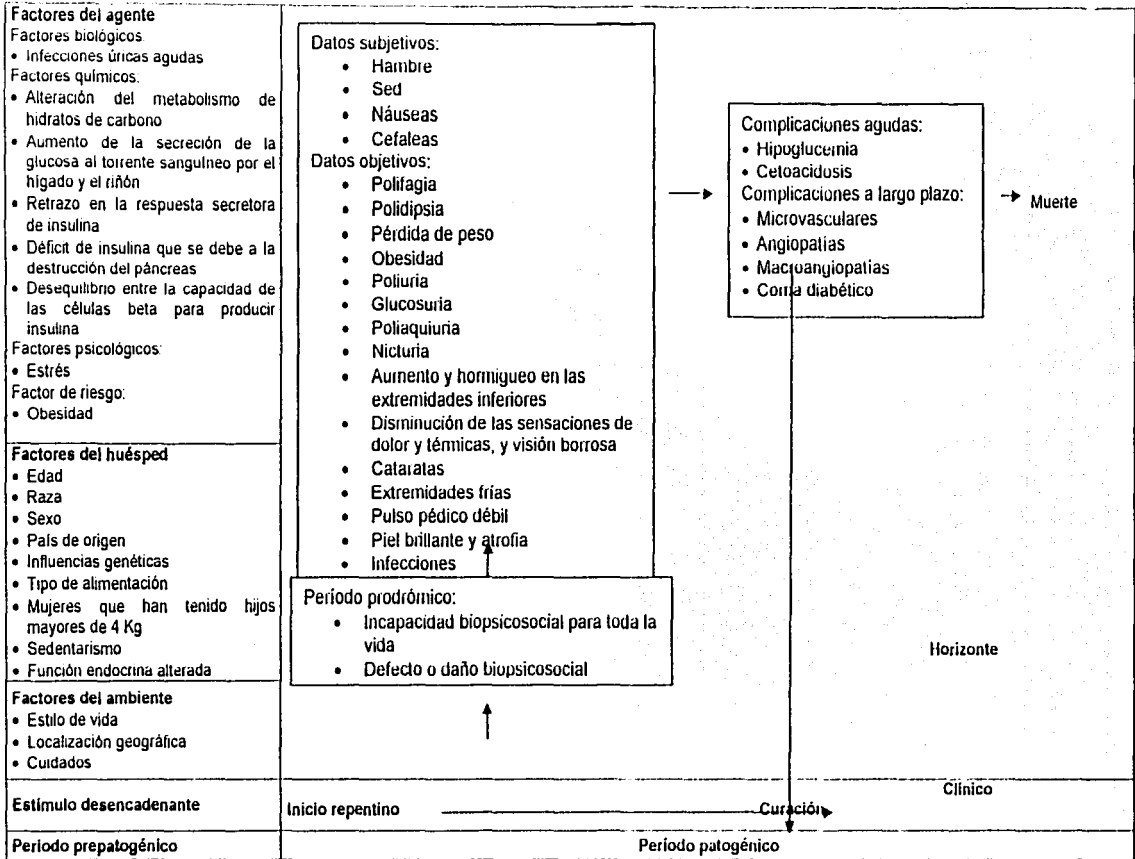 Factores del agente
Factores biológicos
• Infecciones úricas agudas
Factores químicos:
• Alteración del metabolismo de
hidratos de carbono
• Aumento de la secreción de la
glucosa al torrente sanguíneo por el
hígado y el riñón
• Retrazo en la respuesta secretora
de insulina
• Déficit de insulina que se debe a la
destrucción del páncreas
• Desequilibrio entre la capacidad de
las células beta para producir
insulina
Factores psicológicos:
• Estrés
Factor de riesgo:
• Obesidad
Factores del huésped
• Edad
• Raza
• Sexo
• País de origen
• Influencias genéticas
• Tipo de alimentación
• Mujeres que han tenido hijos
mayores de 4 Kg
• Sedentarismo
• Función endocrina alterada
Factores del ambiente
• Estilo de vida
• Localización geográfica
• Cuidados
Estímulo desencadenante
Periodo prepatogénico
Datos subjetivos:
• Hambre
• Sed
• Náuseas
• Cefaleas
Datos objetivos:
• Polifagia
• Polidipsia
• Pérdida de peso
• Obesidad
• Poliuria
• Glucosuria
• Poliaquiuria
• Nicturia
• Aumento y hormigueo en las
extremidades inferiores
• Disminución de las sensaciones de
dolor y térmicas, y visión borrosa
• Cataratas
• Extremidades frías
• Pulso pédico débil
• Piel brillante y atrofia
• Infecciones
Período prodrómico:
• Incapacidad biopsicosocial para toda la
vida
• Defecto o daño biopsicosocial
Complicaciones agudas:
• Hipoglucemia
• Cetoacidosis
Complicaciones a largo plazo:
• Microvasculares
• Angiopatías
• Macroangiopatías
• Coma diabético
Muerte
Horizonte
Clínico
Inicio repentino
Curación
Período patogénico